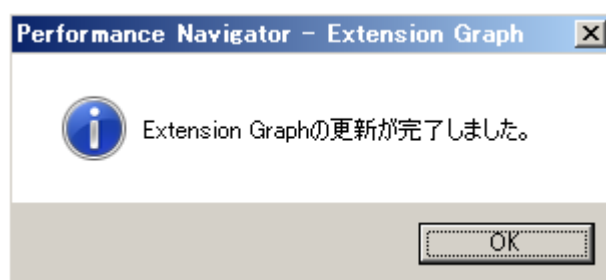 Performance Navigator - Extension Graph
Extension Graphの更新が完了しました。
OK